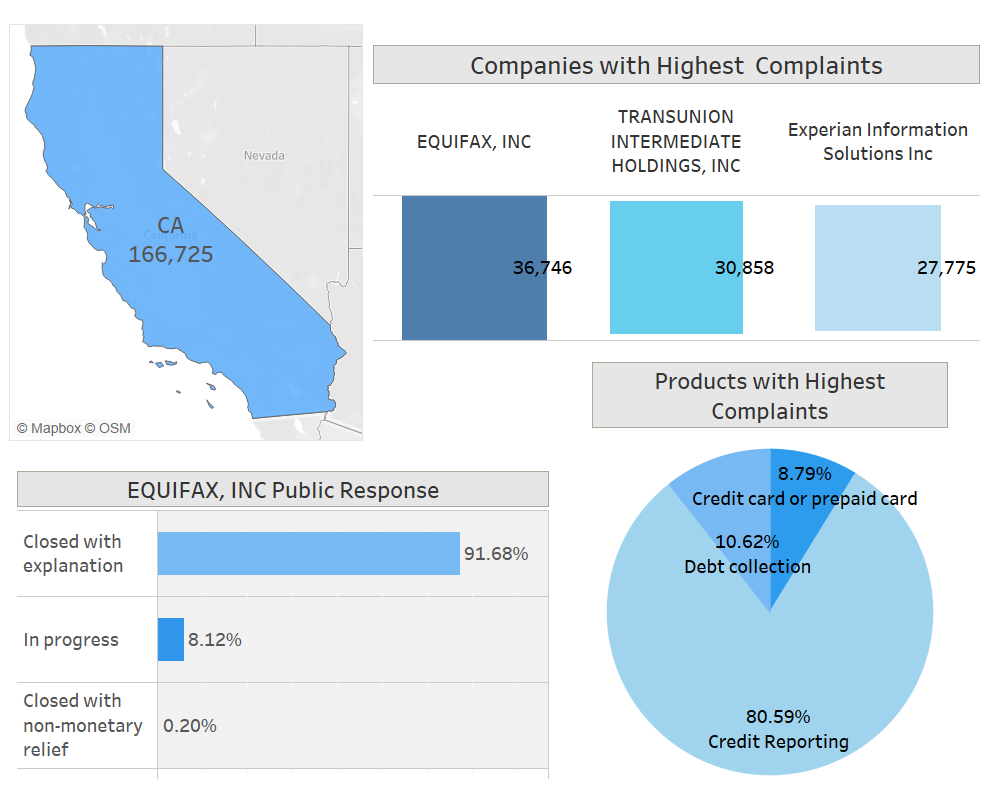 Nevada
CA
California
166,725
© Mapbox © OSM
Companies with Highest  Complaints
EQUIFAX, INC
TRANSUNION
INTERMEDIATE
HOLDINGS, INC
Experian Information
Solutions Inc
36,746
30,858
27,775
EQUIFAX, INC Public Response
Closed with
explanation
91.68%
In progress
8.12%
Closed with
non-monetary
relief
0.20%
Products with Highest
Complaints
8.79%
Credit card or prepaid card
10.62%
Debt collection
80.59%
Credit Reporting